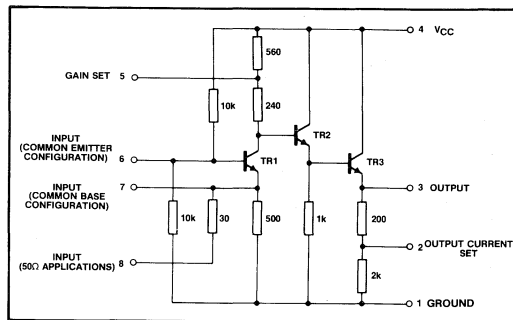 4 VCC
560
GAIN SET 5
10k
240
TR2
INPUT
(COMMON EMITTER
CONFIGURATION) 6
TR1
TR3
INPUT 7
(COMMON BASE
CONFIGURATION)
3 OUTPUT
10k
30
500
1k
200
2 OUTPUT CURRENT
SET
INPUT
(50Ω APPLICATIONS) 8
2k
1 GROUND